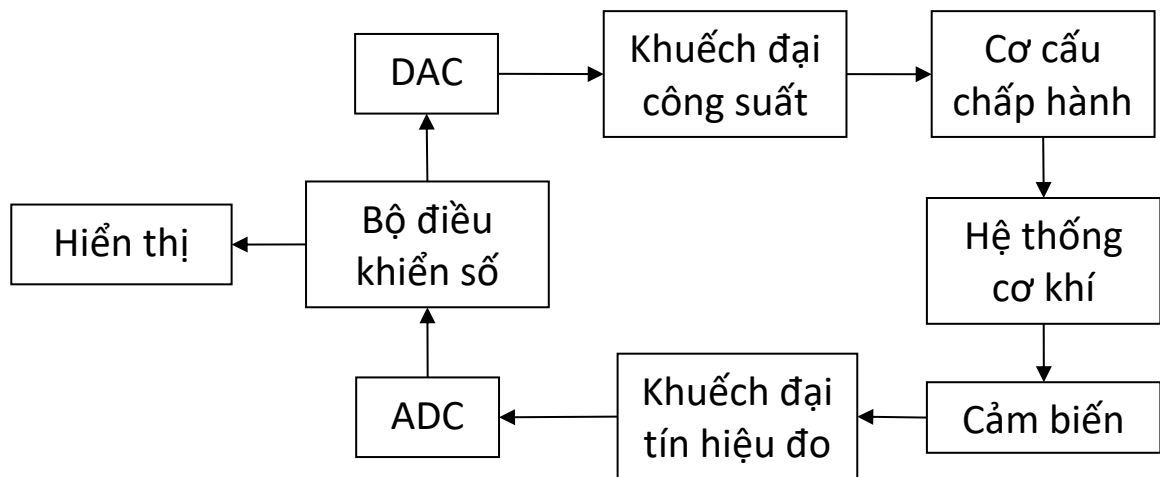 DAC
Khuếch đại
công suất
Cơ cấu
chấp hành
Hiển thị
Bộ điều
khiển số
Hệ thống
cơ khí
ADC
Khuếch đại
tín hiệu đo
Cảm biến